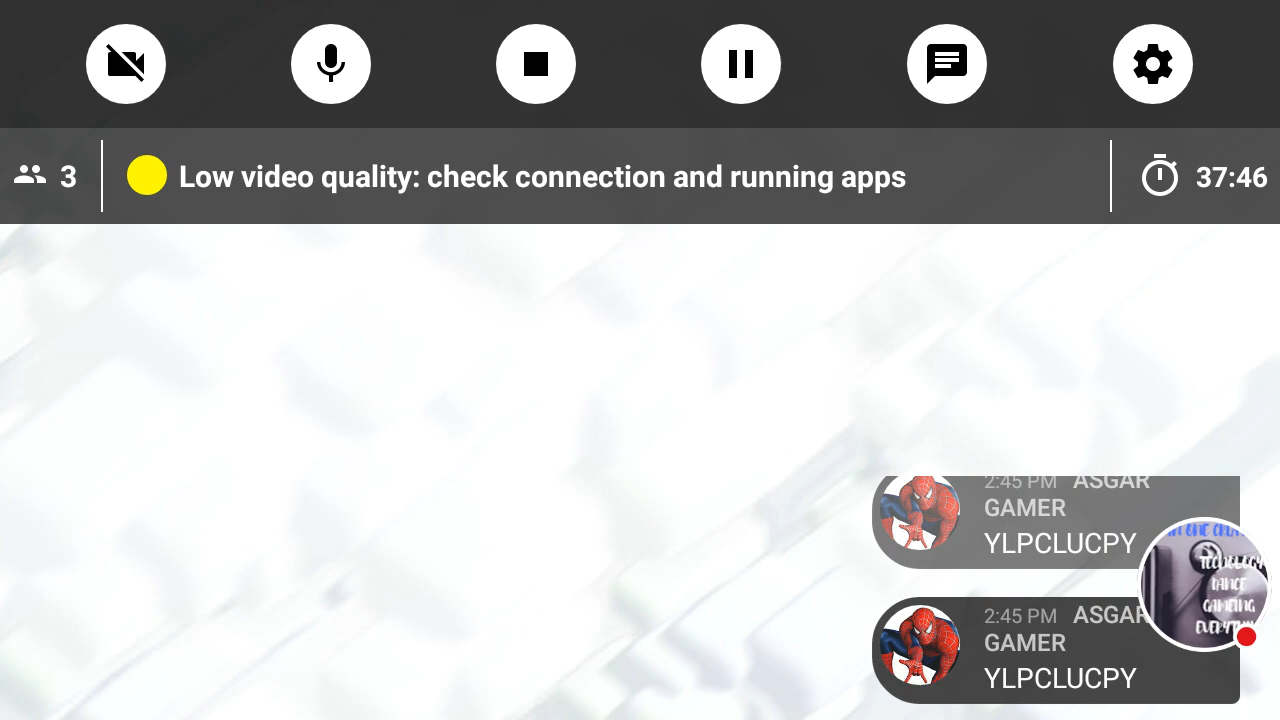 3
Low video quality: check connection and running apps
37:46
2:45 PM ASGAR
GAMER
YLPCLUCPY
2:45 PM ASGAR
GAMER
YLPCLUCPY
DANCE
GAMEING